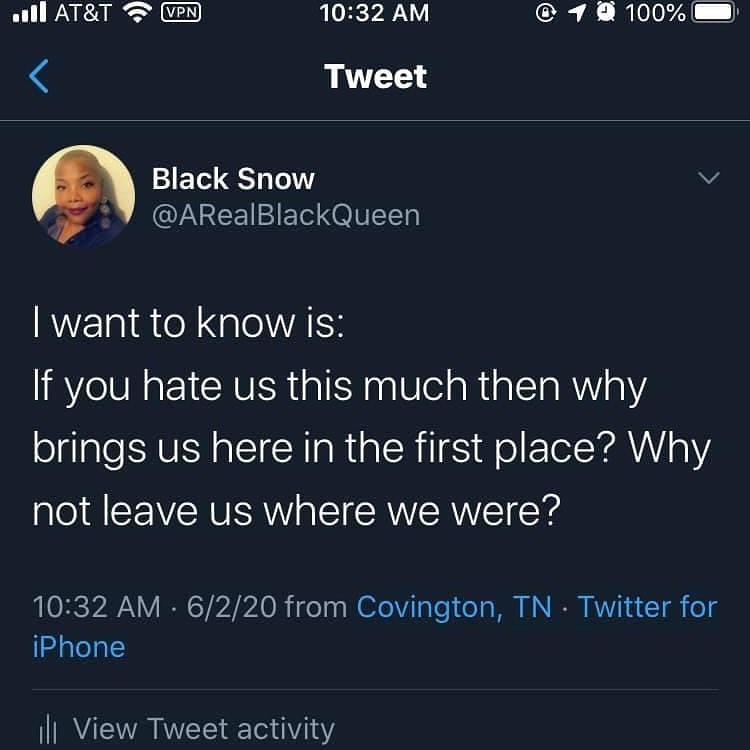 AT&T VPN 10:32 AM 100%
Tweet
Black Snow
@ARealBlackQueen
I want to know is:
If you hate us this much then why
brings us here in the first place? Why
not leave us where we were?
10:32 AM · 6/2/20 from Covington, TN · Twitter for
iPhone
View Tweet activity